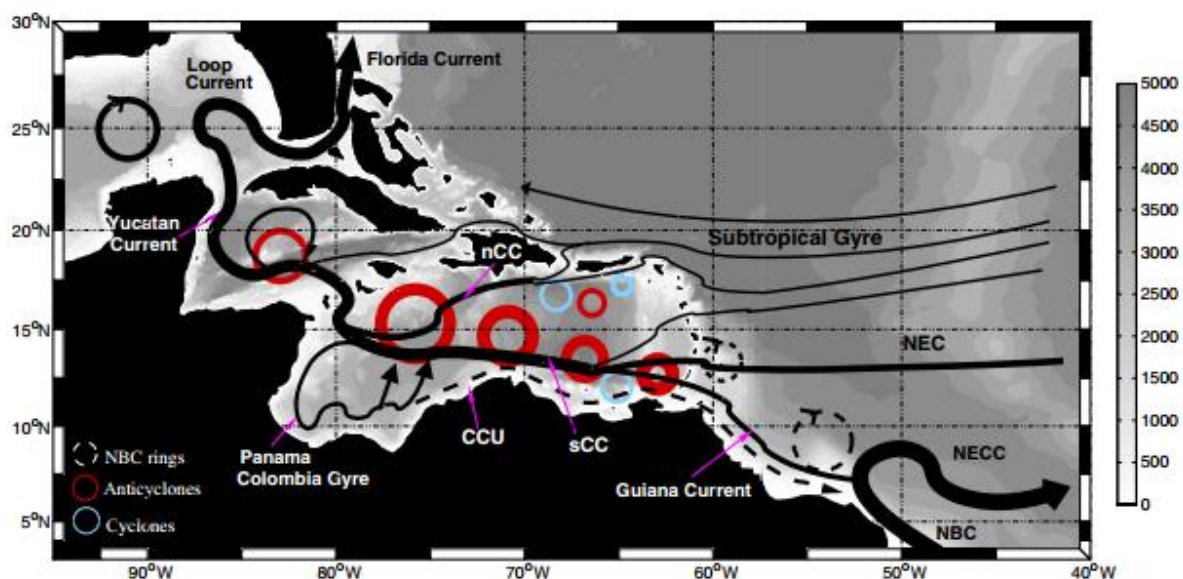 30°N
25°N
20°N
15°N
10°N
5°N
90°W
80°W
70°W
60°W
50°W
40°W
5000
4500
4000
3500
3000
2500
2000
1500
1000
500
0
Loop
Current
Florida Current
Yucatan
Current
nCC
Subtropical Gyre
NEC
CCU
sCC
Panama
Colombia Gyre
Guiana Current
NECC
NBC
NBC rings
Anticyclones
Cyclones